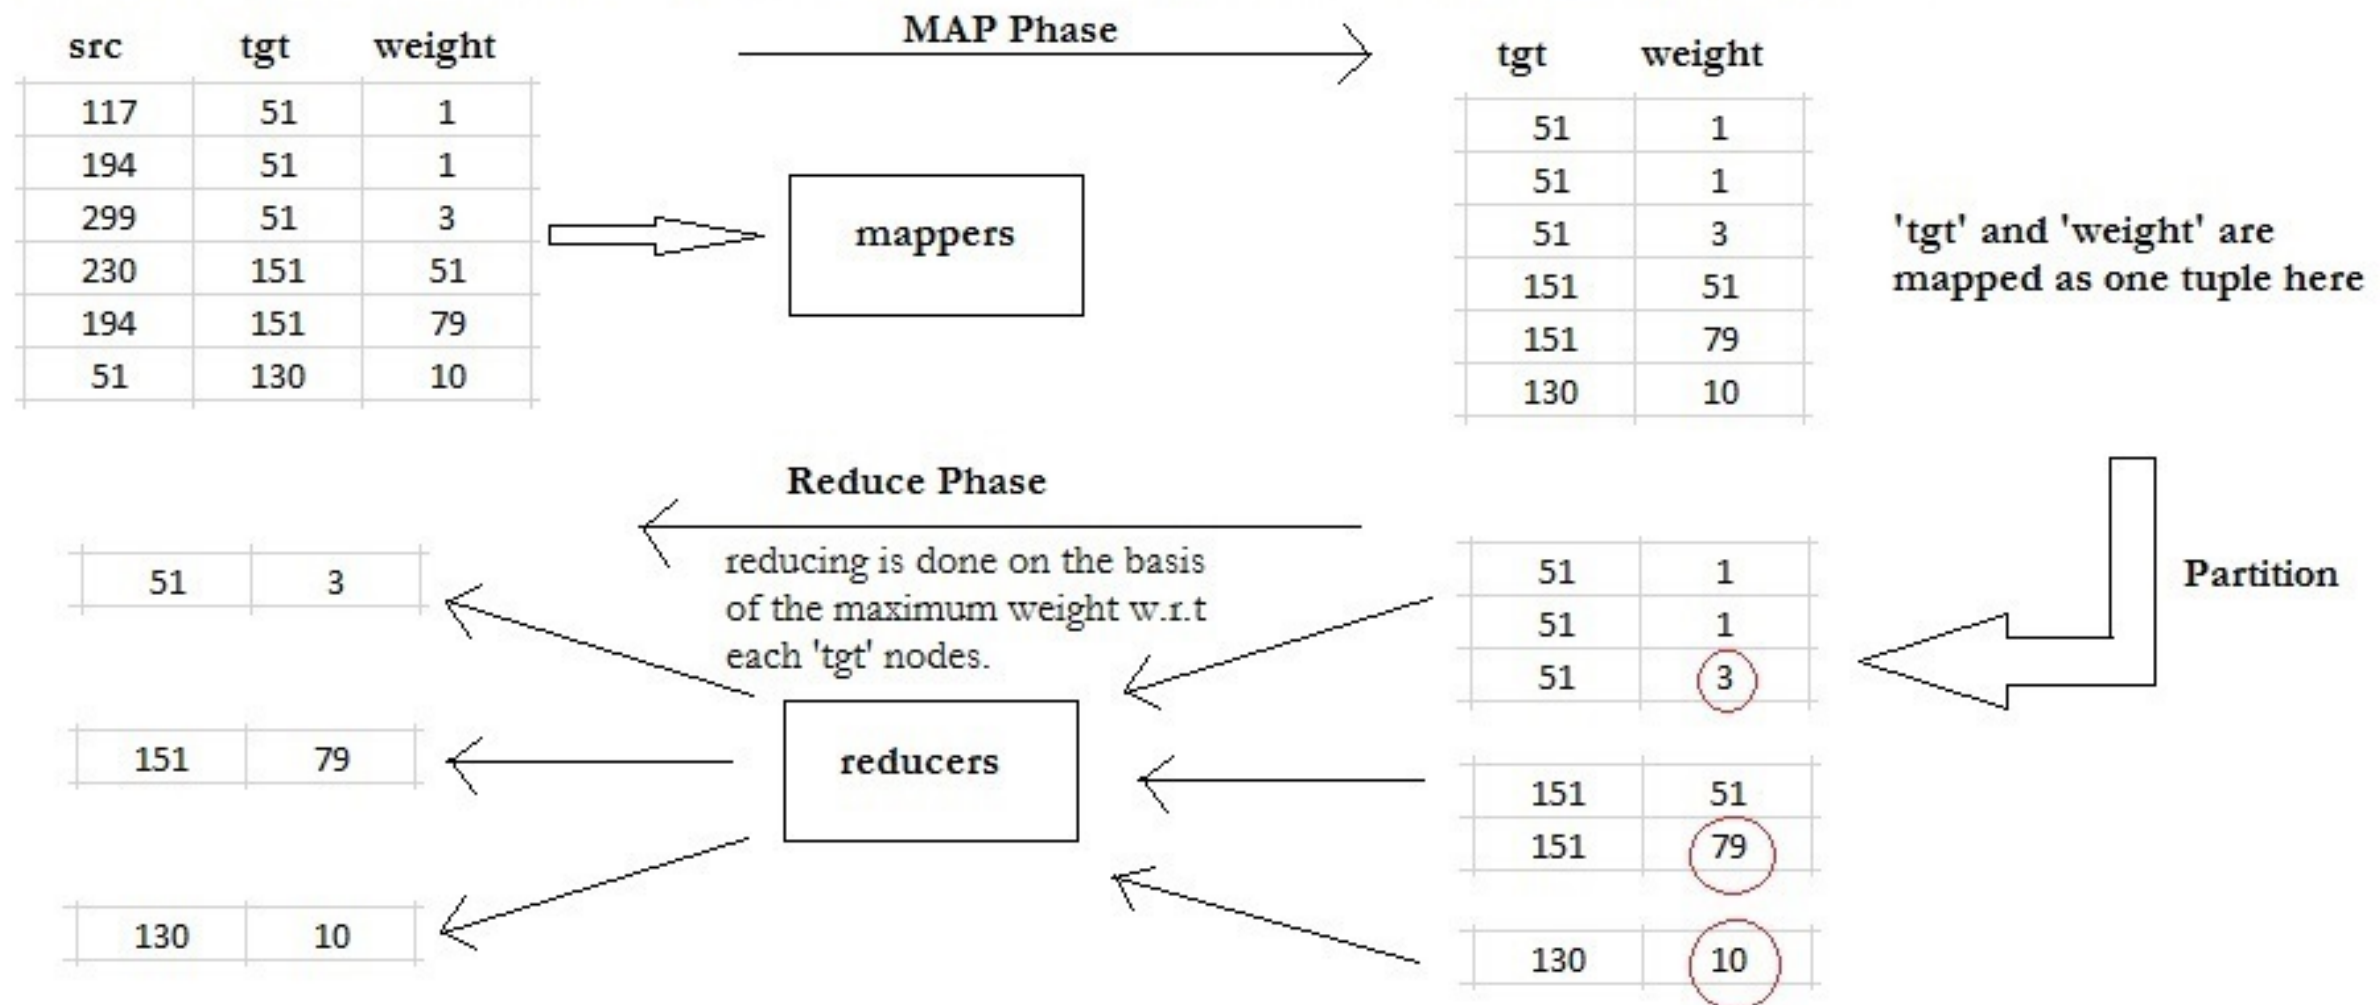 src tgt weight
117 51 1
194 51 1
299 51 3
230 151 51
194 151 79
51 130 10
MAP Phase
mappers
tgt weight
51 1
51 1
51 3
151 51
151 79
130 10
'tgt' and 'weight' are
mapped as one tuple here
Partition
51 1
51 1
51 3
151 51
151 79
130 10
Reduce Phase
reducing is done on the basis
of the maximum weight w.r.t
each 'tgt' nodes.
reducers
51 3
151 79
130 10